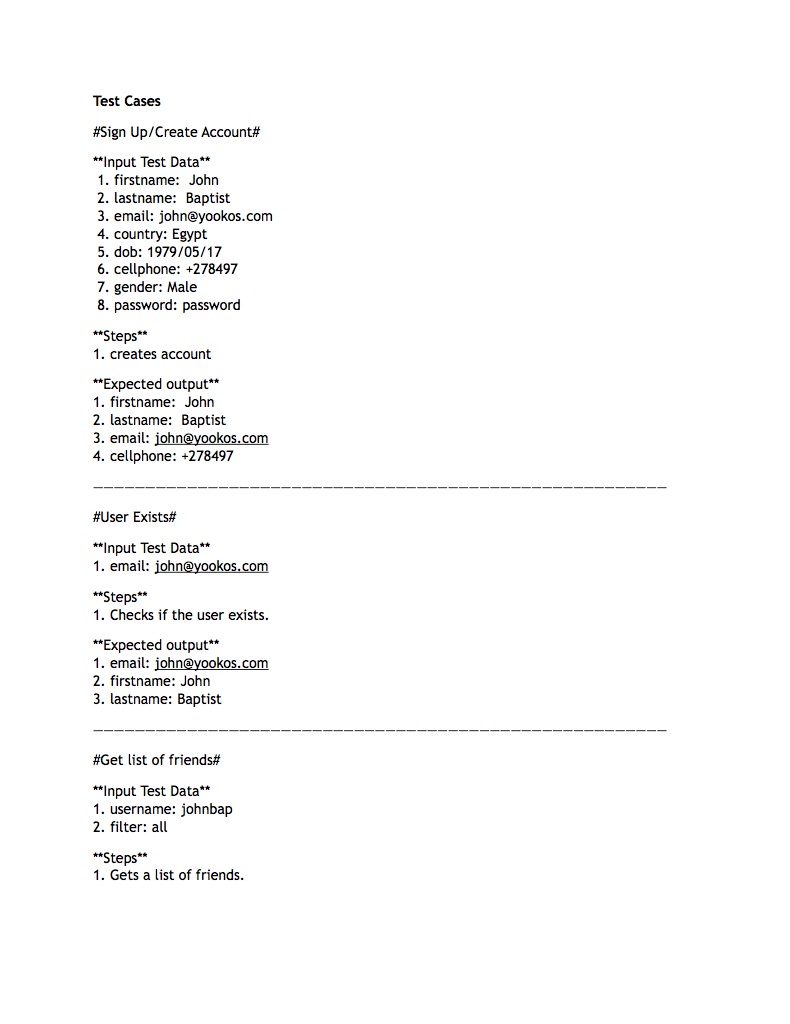 Test Cases
#Sign Up/Create Account#
**Input Test Data**
1. firstname:  John
2. lastname:  Baptist
3. email: john@yookos.com
4. country: Egypt
5. dob: 1979/05/17
6. cellphone: +278497
7. gender: Male
8. password: password
**Steps**
1. creates account
**Expected output**
1. firstname:  John
2. lastname:  Baptist
3. email: john@yookos.com
4. cellphone: +278497
————————————————————————————————————————————————————————
#User Exists#
**Input Test Data**
1. email: john@yookos.com
**Steps**
1. Checks if the user exists.
**Expected output**
1. email: john@yookos.com
2. firstname: John
3. lastname: Baptist
————————————————————————————————————————————————————————
#Get list of friends#
**Input Test Data**
1. username: johnbap
2. filter: all
**Steps**
1. Gets a list of friends.